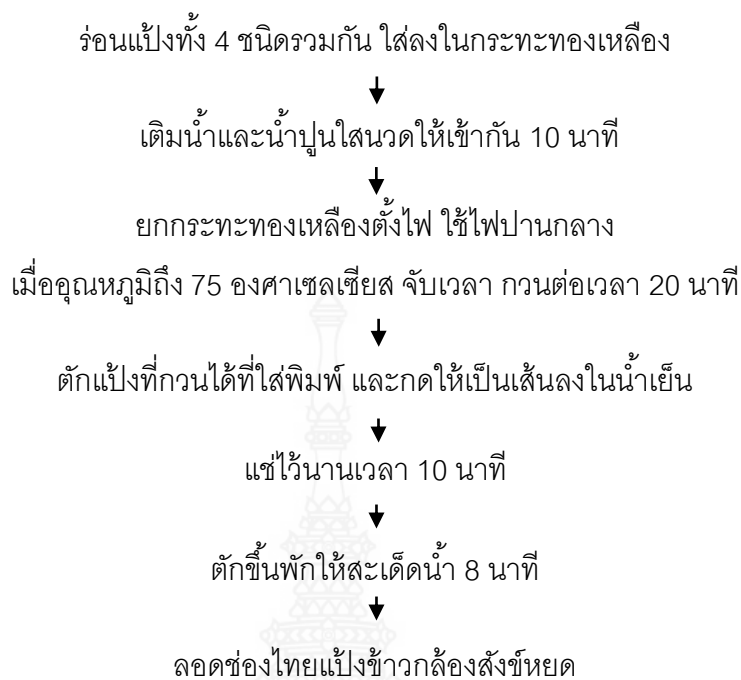 ร่อนแป้งทั้ง 4 ชนิดรวมกัน ใส่ลงในกระทะทองเหลือง
เติมน้ำและน้ำปูนใสนวดให้เข้ากัน 10 นาที
ยกกระทะทองเหลืองตั้งไฟ ใช้ไฟปานกลาง
เมื่ออุณหภูมิถึง 75 องศาเซลเซียส จับเวลา กวนต่อเวลา 20 นาที
ตักแป้งที่กวนได้ที่ใส่พิมพ์ และกดให้เป็นเส้นลงในน้ำเย็น
แช่ไว้นานเวลา 10 นาที
ตักขึ้นพักให้สะเด็ดน้ำ 8 นาที
ลอดช่องไทยแป้งข้าวกล้องสังข์หยด